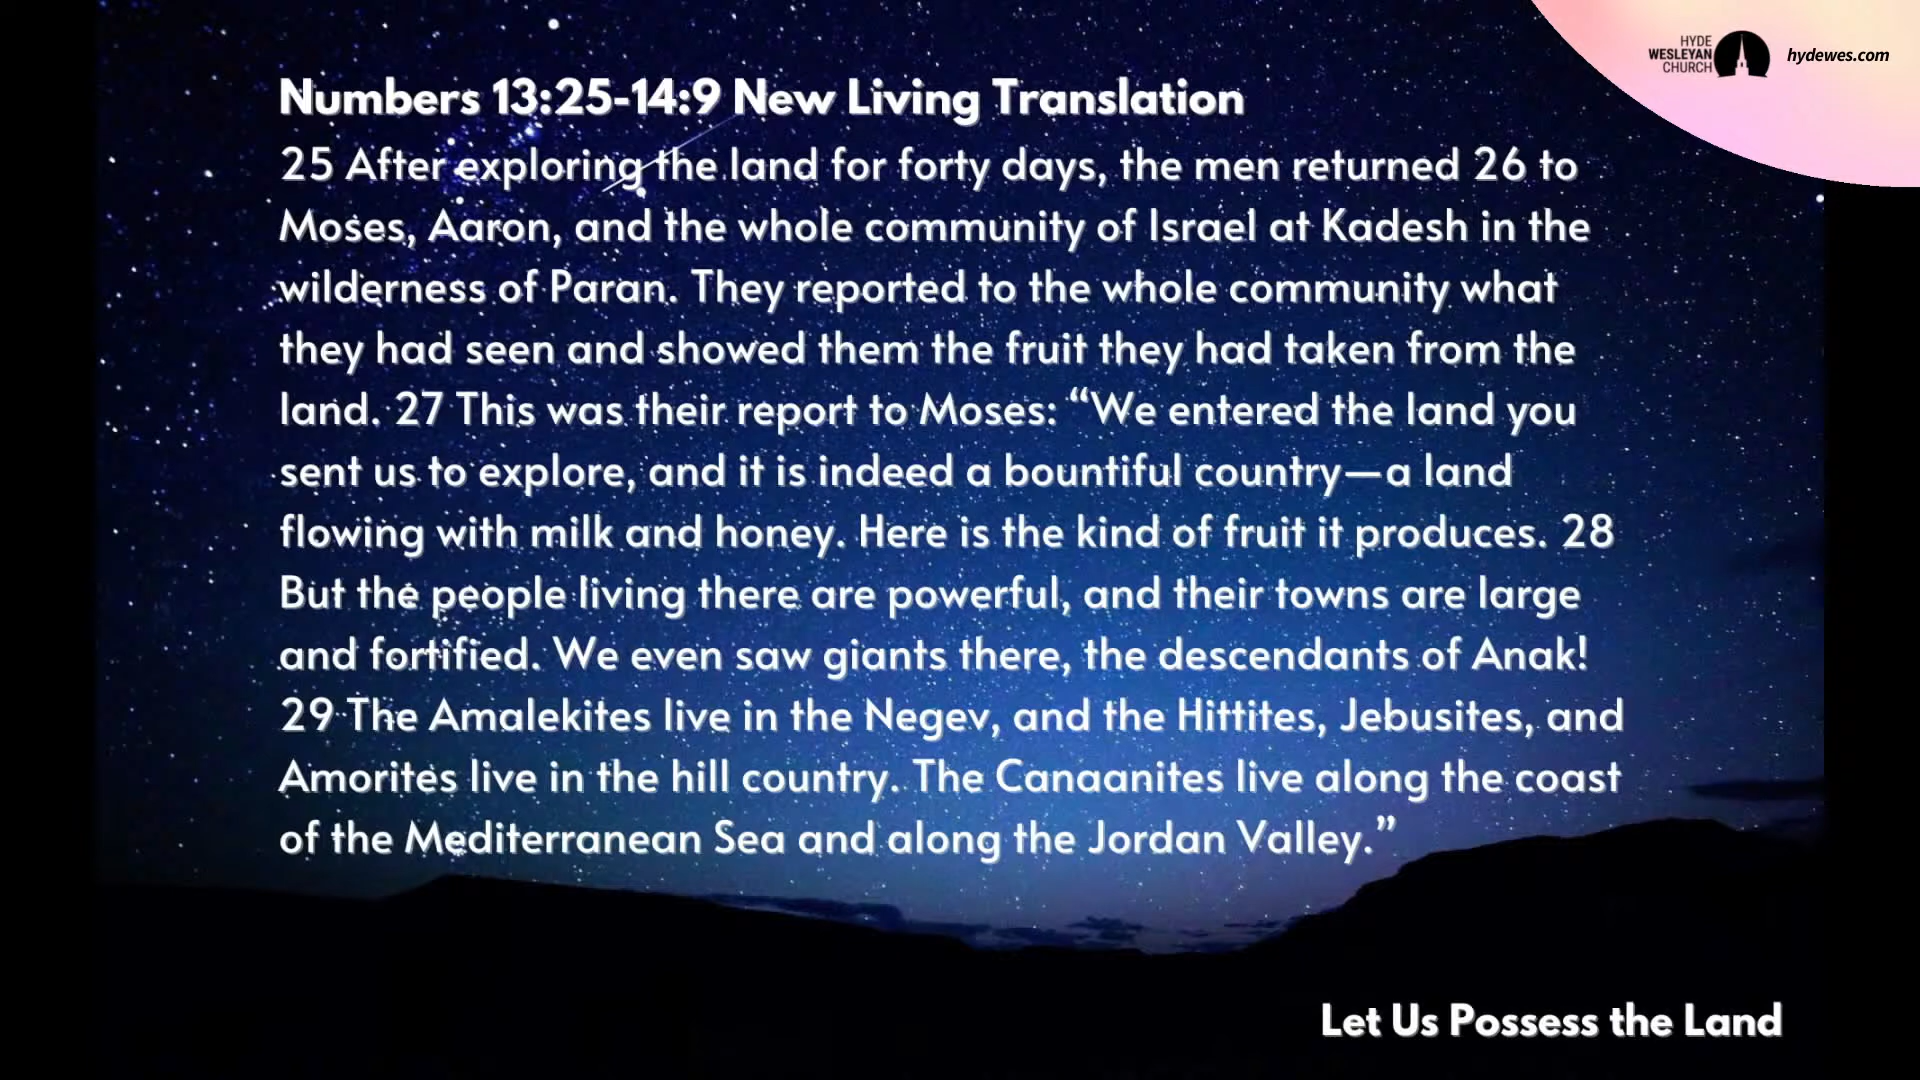 HYDE
WESLEYAN
CHURCH
hydewes.com
Numbers 13:25-14:9 New Living Translation
25 After exploring the land for forty days, the men returned 26 to
Moses, Aaron, and the whole community of Israel at Kadesh in the
wilderness of Paran. They reported to the whole community what
they had seen and showed them the fruit they had taken from the
land. 27 This was their report to Moses: “We entered the land you
sent us to explore, and it is indeed a bountiful country—a land
flowing with milk and honey. Here is the kind of fruit it produces. 28
But the people living there are powerful, and their towns are large
and fortified. We even saw giants there, the descendants of Anak!
29 The Amalekites live in the Negev, and the Hittites, Jebusites, and
Amorites live in the hill country. The Canaanites live along the coast
of the Mediterranean Sea and along the Jordan Valley.”
Let Us Possess the Land